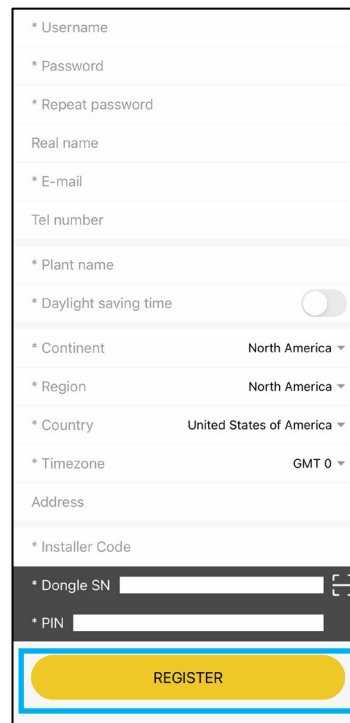 * Username
* Password
* Repeat password
Real name
* E-mail
Tel number
* Plant name
* Daylight saving time
* Continent North America
* Region North America
* Country United States of America
* Timezone GMT 0
Address
* Installer Code
* Dongle SN
* PIN
REGISTER